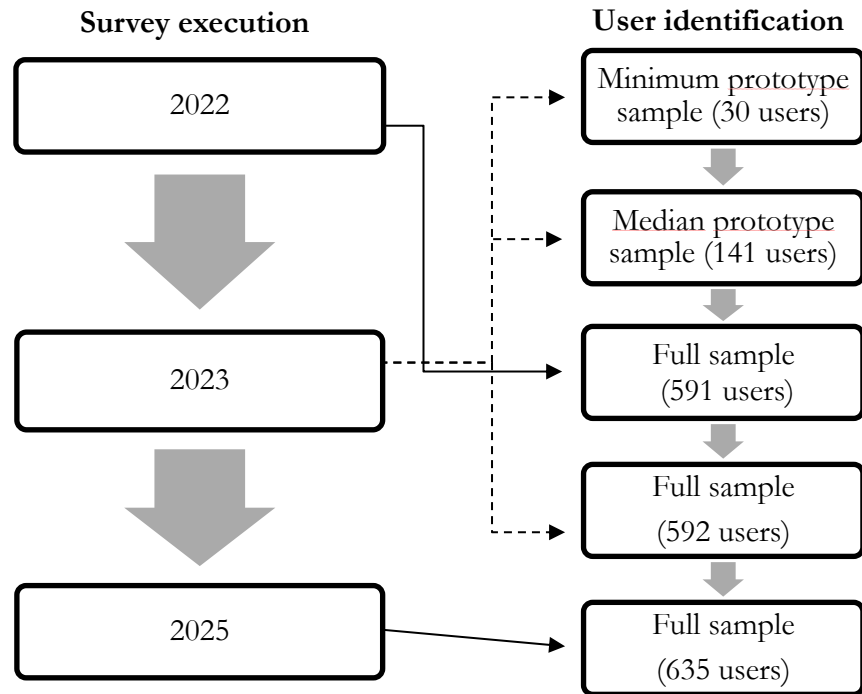 Survey execution
User identification
2022
2023
2025
Minimum prototype
sample (30 users)
Median prototype
sample (141 users)
Full sample
(591 users)
Full sample
(592 users)
Full sample
(635 users)